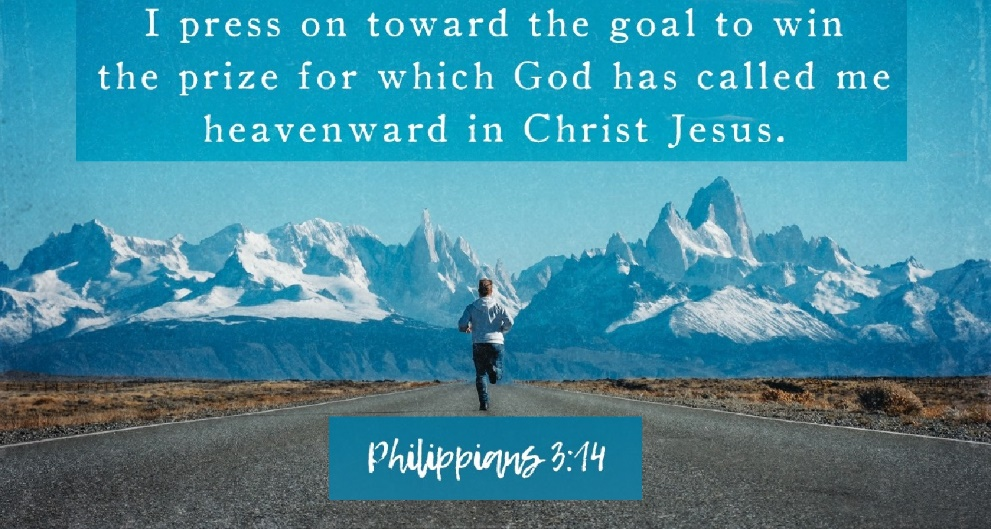 I press on toward the goal to win
the prize for which God has called me
heavenward in Christ Jesus.
Philippians 3:14